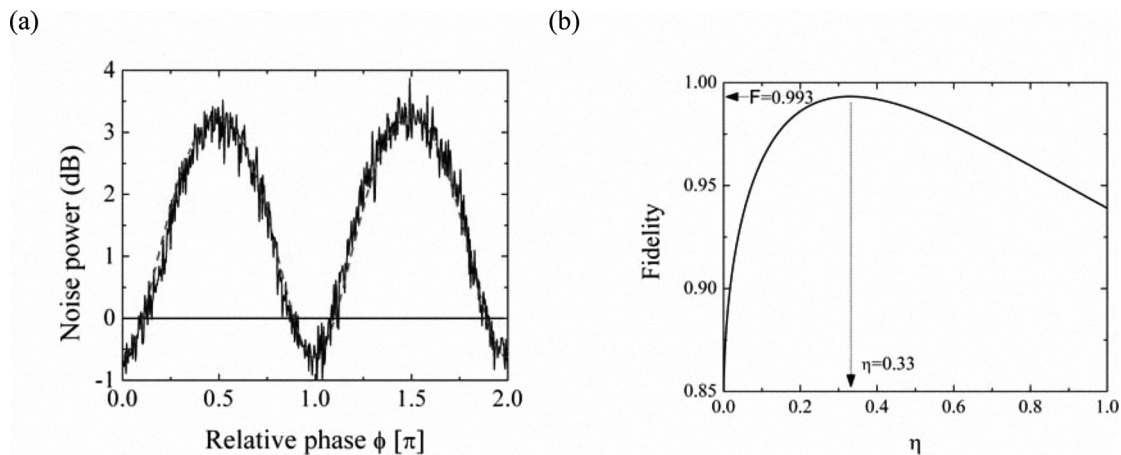 (a)
(b)
4
3
2
1
0
-1
0.0 0.5 1.0 1.5 2.0
Noise power (dB)
Relative phase ϕ [π]
1.00
0.95
0.90
0.85
0.0 0.2 0.4 0.6 0.8 1.0
Fidelity
F=0.993
η=0.33
η